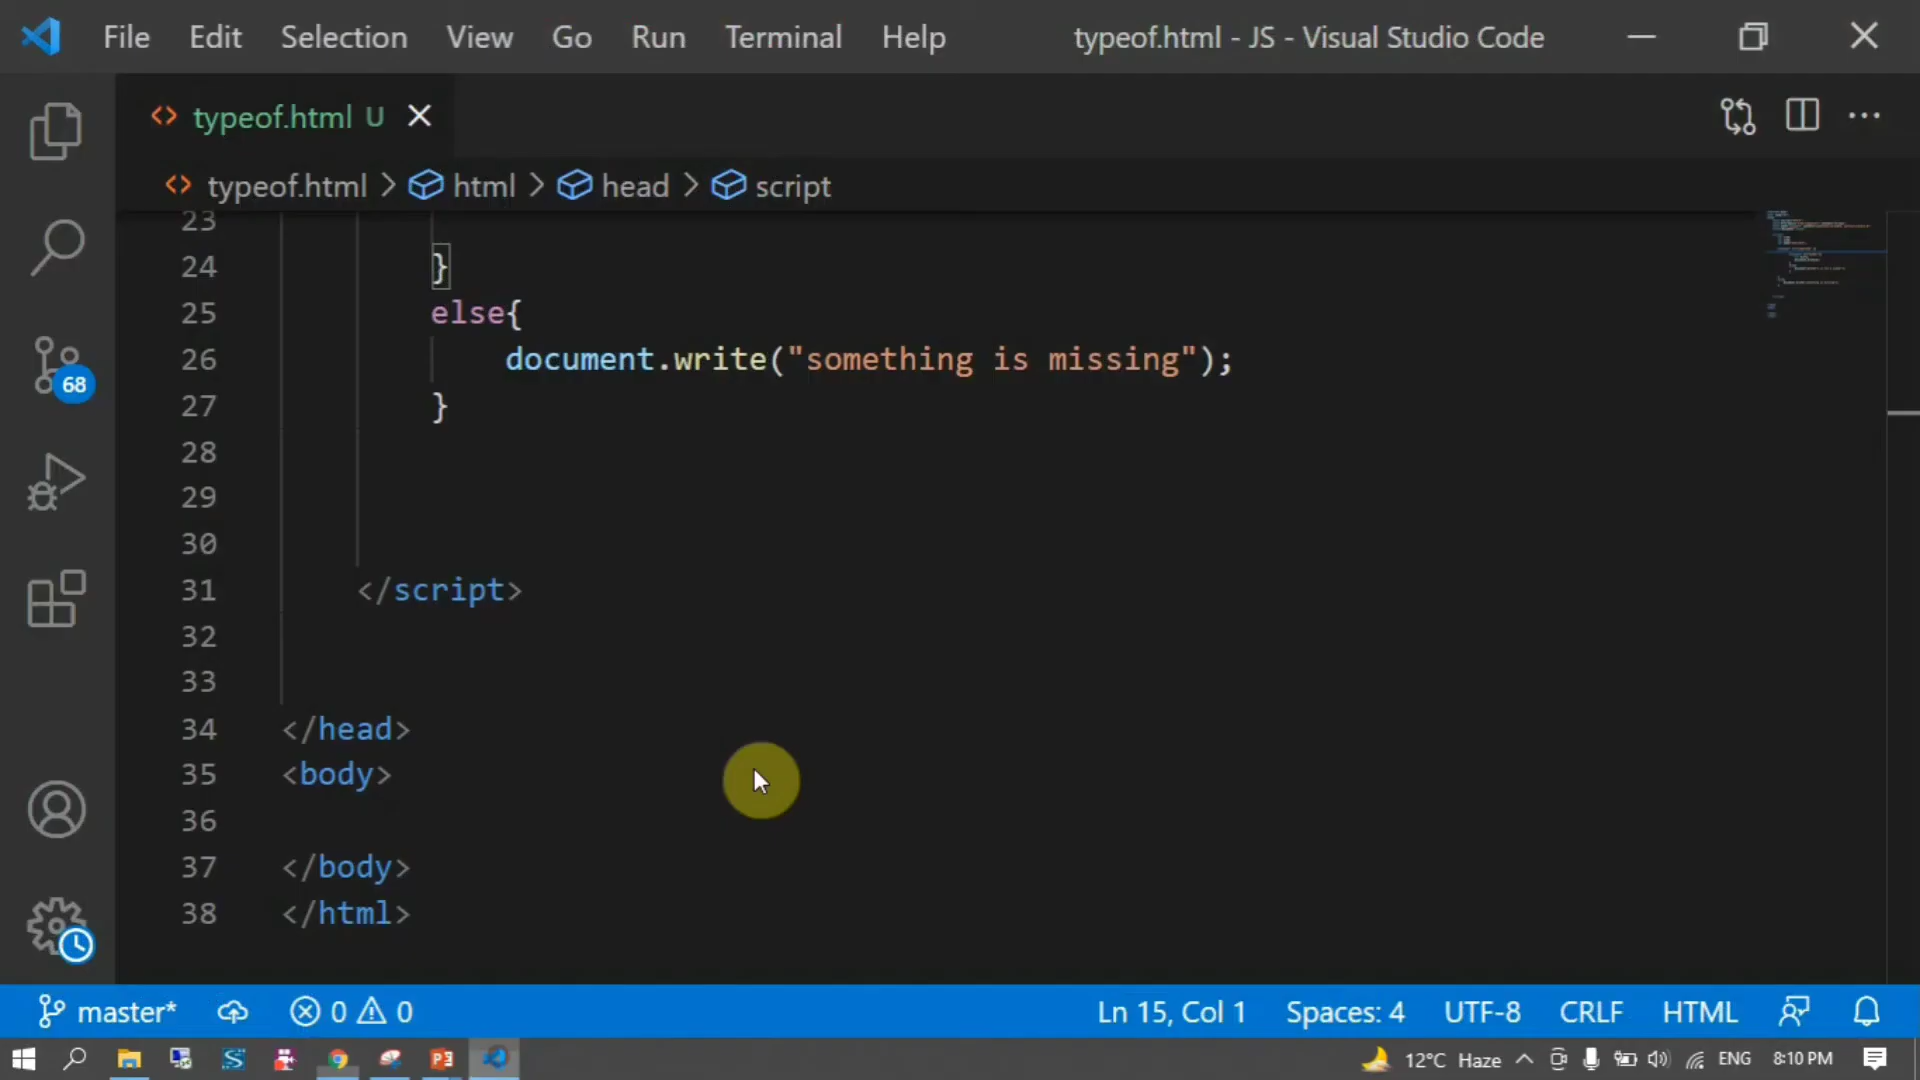 File Edit Selection View Go Run Terminal Help typeof.html - JS - Visual Studio Code
typeof.html U
typeof.html > html > head > script
23
24 }
25 else{
26 document.write("something is missing");
27 }
28
29
30
31 </script>
32
33
34 </head>
35 <body>
36
37 </body>
38 </html>
68
master* 0 0 Ln 15, Col 1 Spaces: 4 UTF-8 CRLF HTML
12°C Haze ENG 8:10 PM